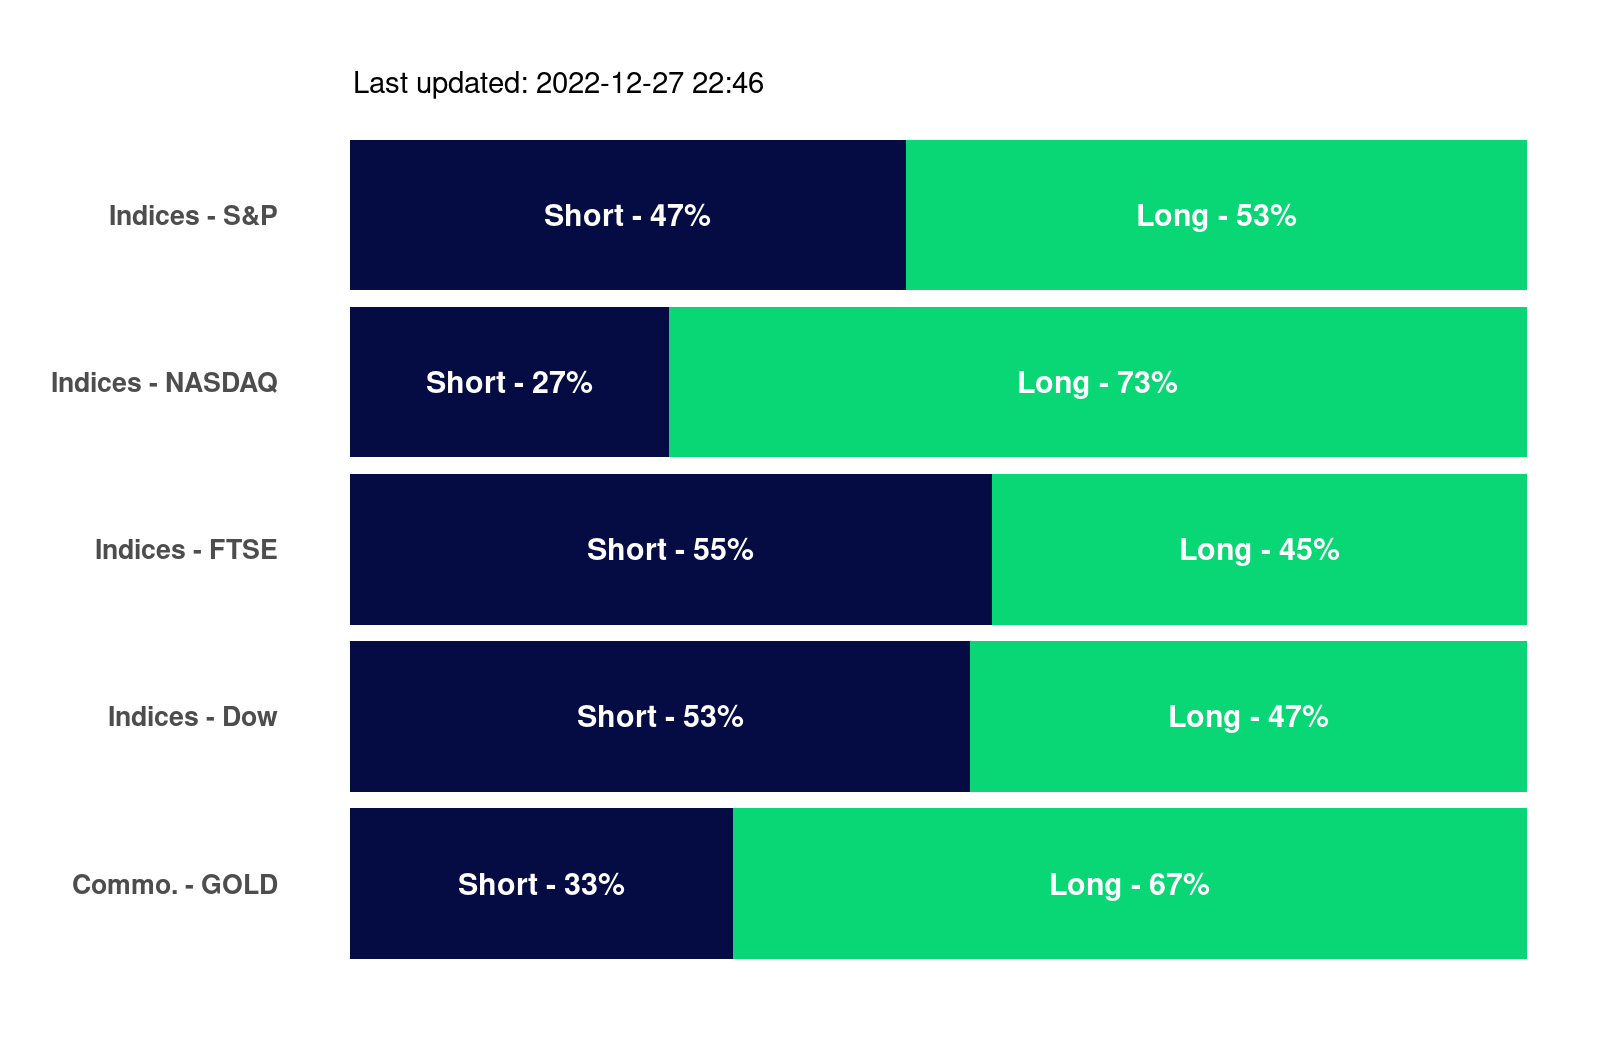 Last updated: 2022-12-27 22:46
Indices - S&P Short - 47% Long - 53%
Indices - NASDAQ Short - 27% Long - 73%
Indices - FTSE Short - 55% Long - 45%
Indices - Dow Short - 53% Long - 47%
Commo. - GOLD Short - 33% Long - 67%